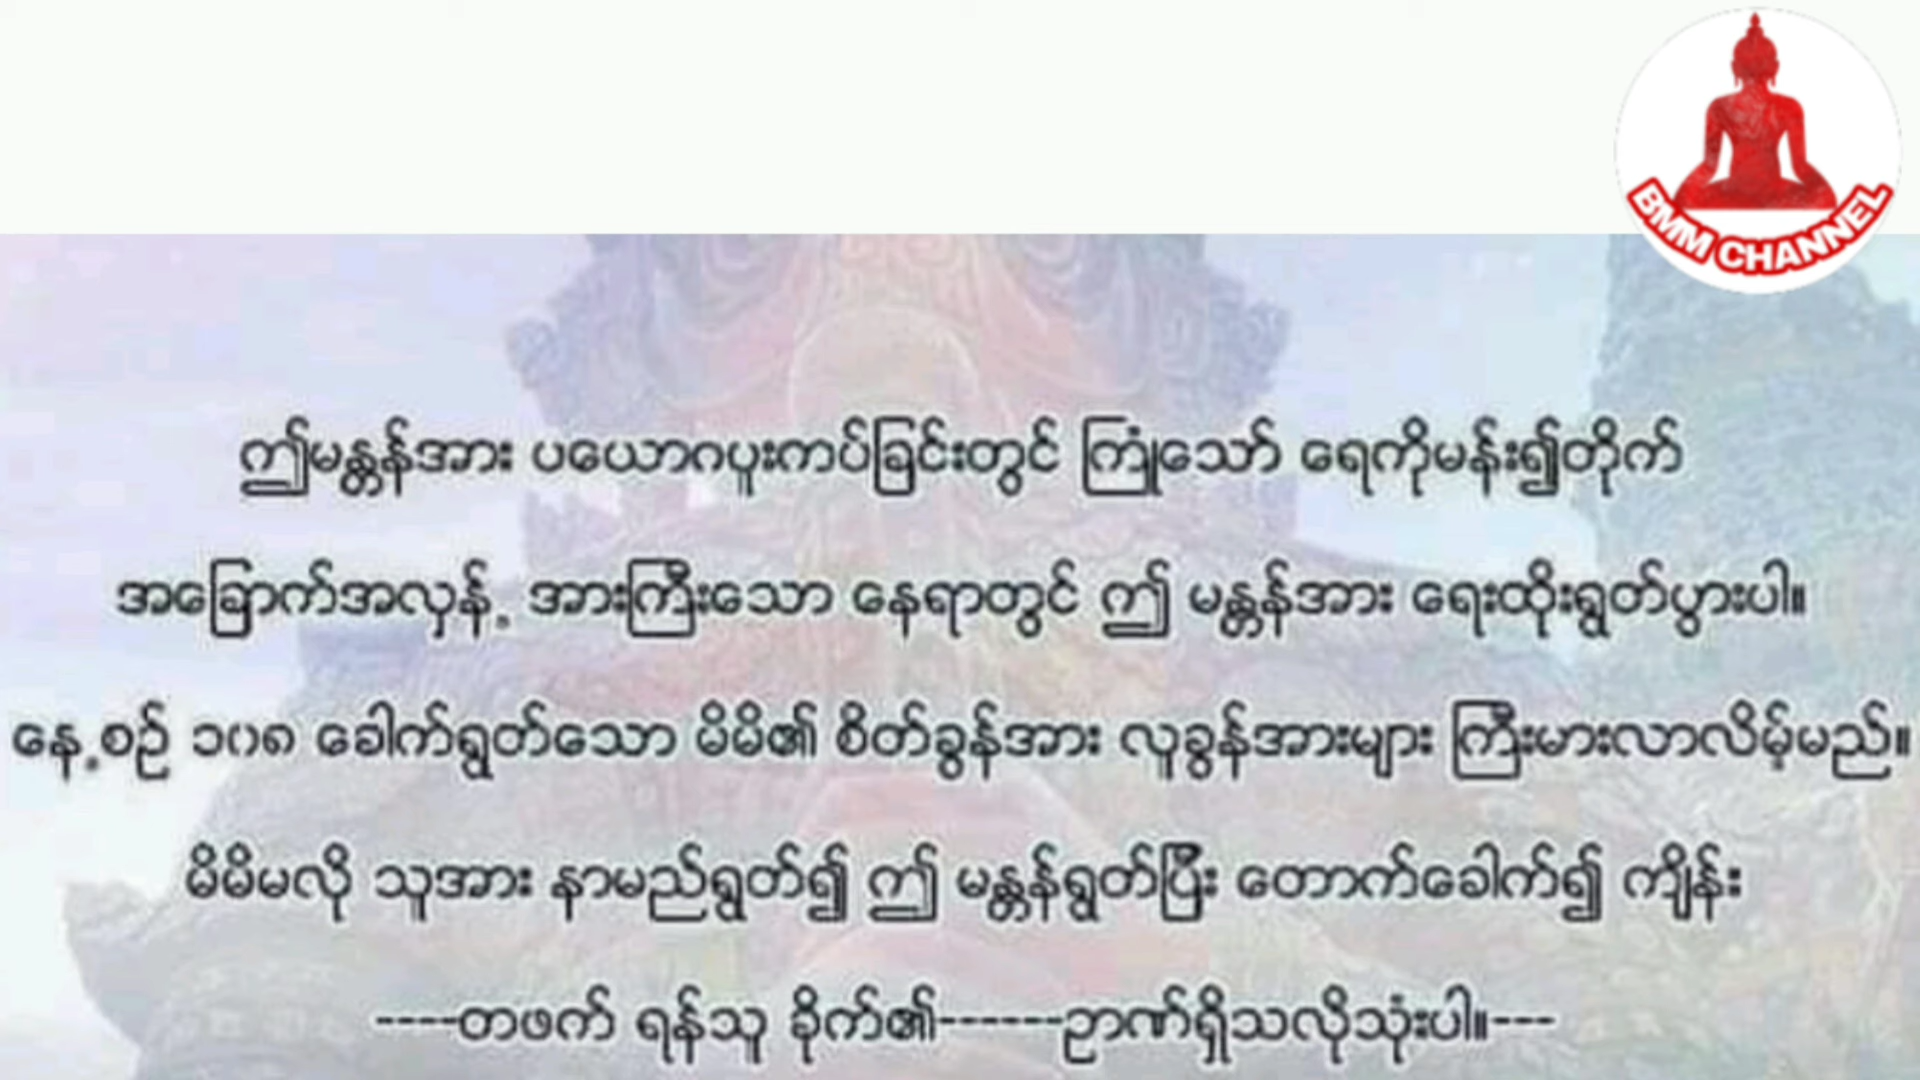 BMM CHANNEL
ဤမန္တန်အား ပယောဂပူးကပ်ခြင်းတွင် ကြုံသော် ရေကိုမန်း၍တိုက်
အခြောက်အလှန့် အားကြီးသော နေရာတွင် ဤ မန္တန်အား ရေးထိုးရွတ်ပွားပါ။
နေ့စဉ် ၁၀၈ ခေါက်ရွတ်သော မိမိ၏ စိတ်ခွန်အား လူခွန်အားများ ကြီးမားလာလိမ့်မည်။
မိမိမလို သူအား နာမည်ရွတ်၍ ဤ မန္တန်ရွတ်ပြီး တောက်ခေါက်၍ ကျိန်း
----တဖက် ရန်သူ ခိုက်၏------ဉာဏ်ရှိသလိုသုံးပါ။---